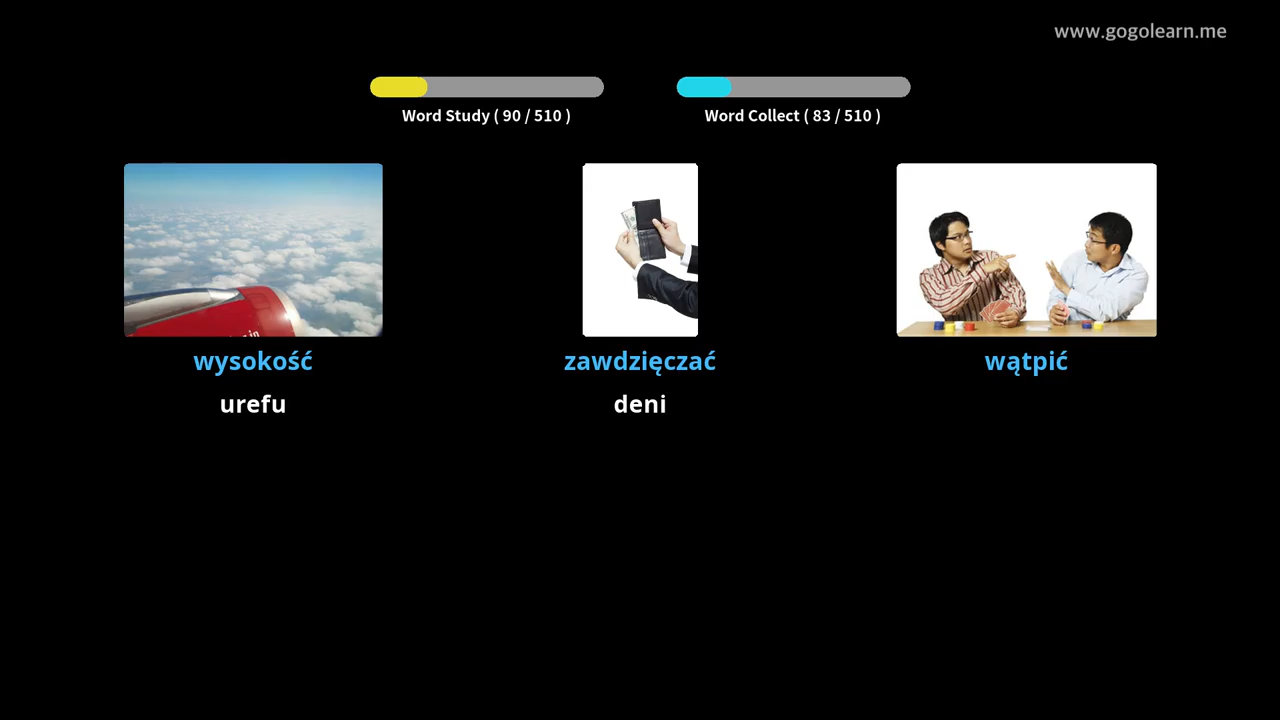 www.gogolearn.me
Word Study ( 90 / 510 )
Word Collect ( 83 / 510 )
wysokość
zawdzięczać
wątpić
urefu
deni